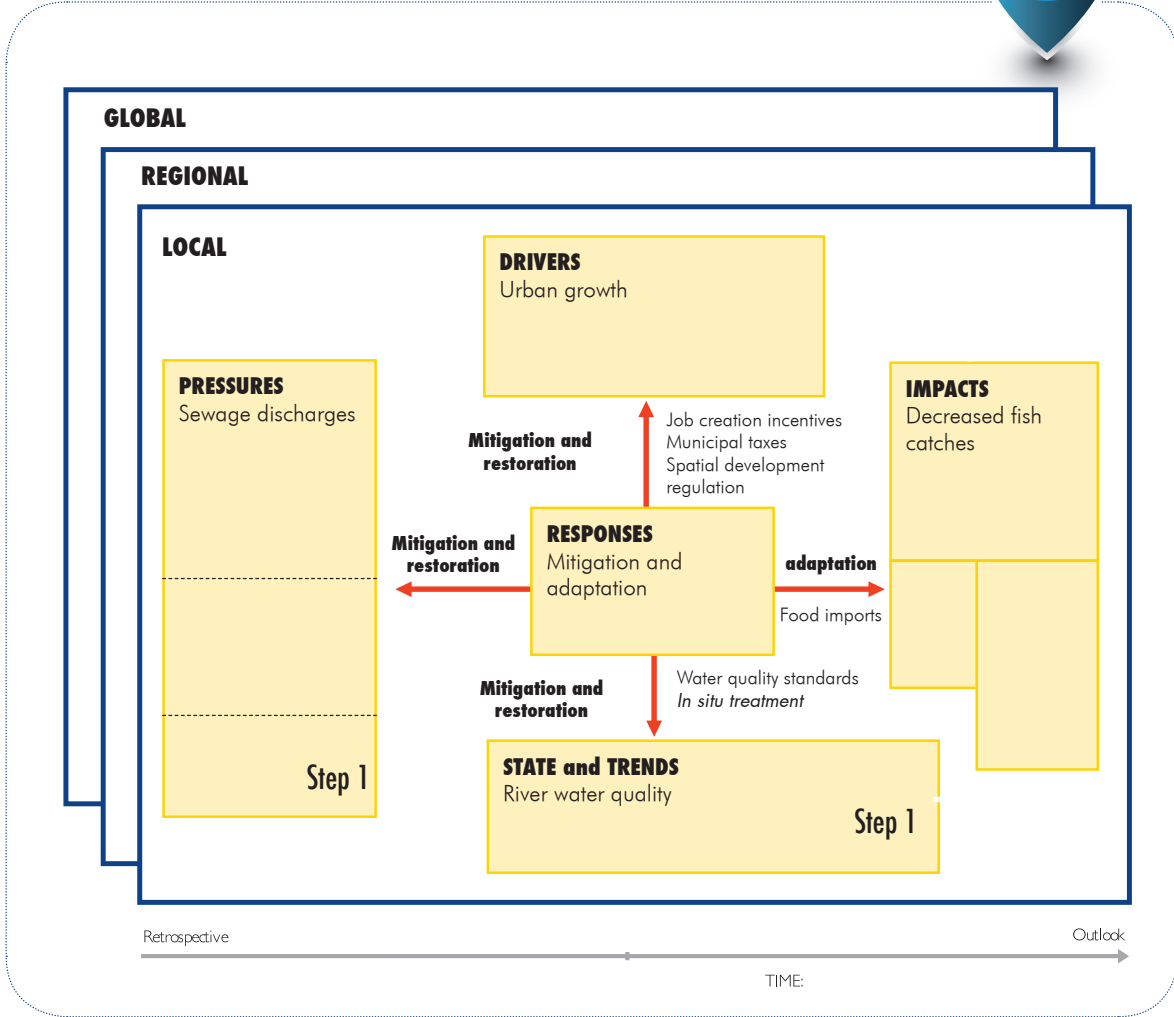 GLOBAL
REGIONAL
LOCAL
DRIVERS
Urban growth
PRESSURES
Sewage discharges
IMPACTS
Decreased fish
catches
Mitigation and
restoration
Job creation incentives
Municipal taxes
Spatial development
regulation
RESPONSES
Mitigation and
adaptation
Mitigation and
restoration
adaptation
Food imports
Mitigation and
restoration
Water quality standards
In situ treatment
STATE and TRENDS
River water quality
Step 1
Step 1
Retrospective
Outlook
TIME: